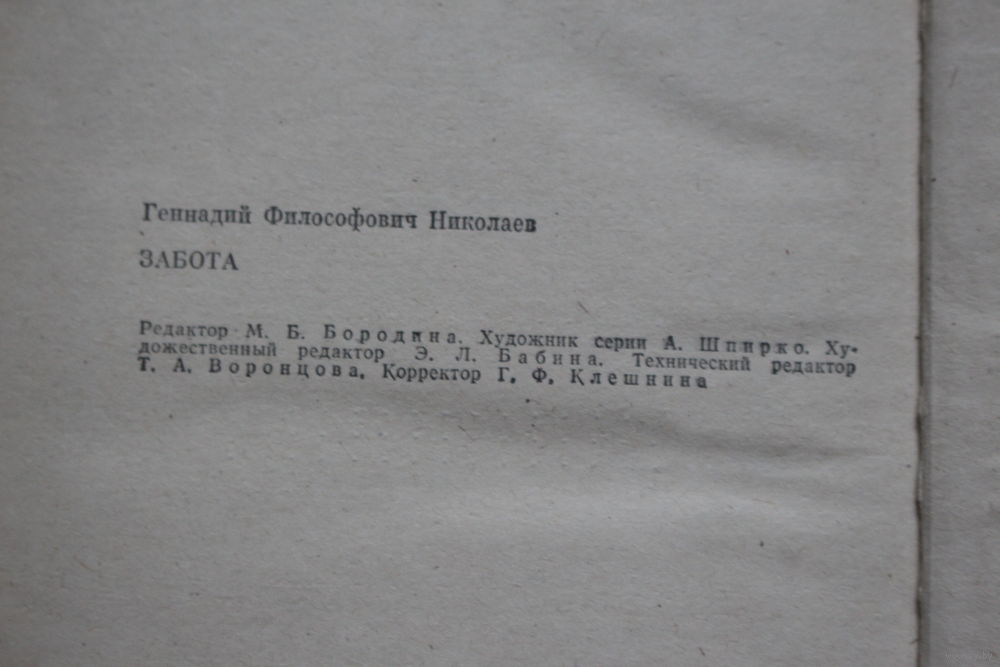 Геннадий Философович Николаев
ЗАБОТА
Редактор М. Б. Бородина. Художник серии А. Шпирко. Ху-
дожественный редактор Э. Л. Бабина. Технический редактор
Т. А. Воронцова. Корректор Г. Ф. Клешнина